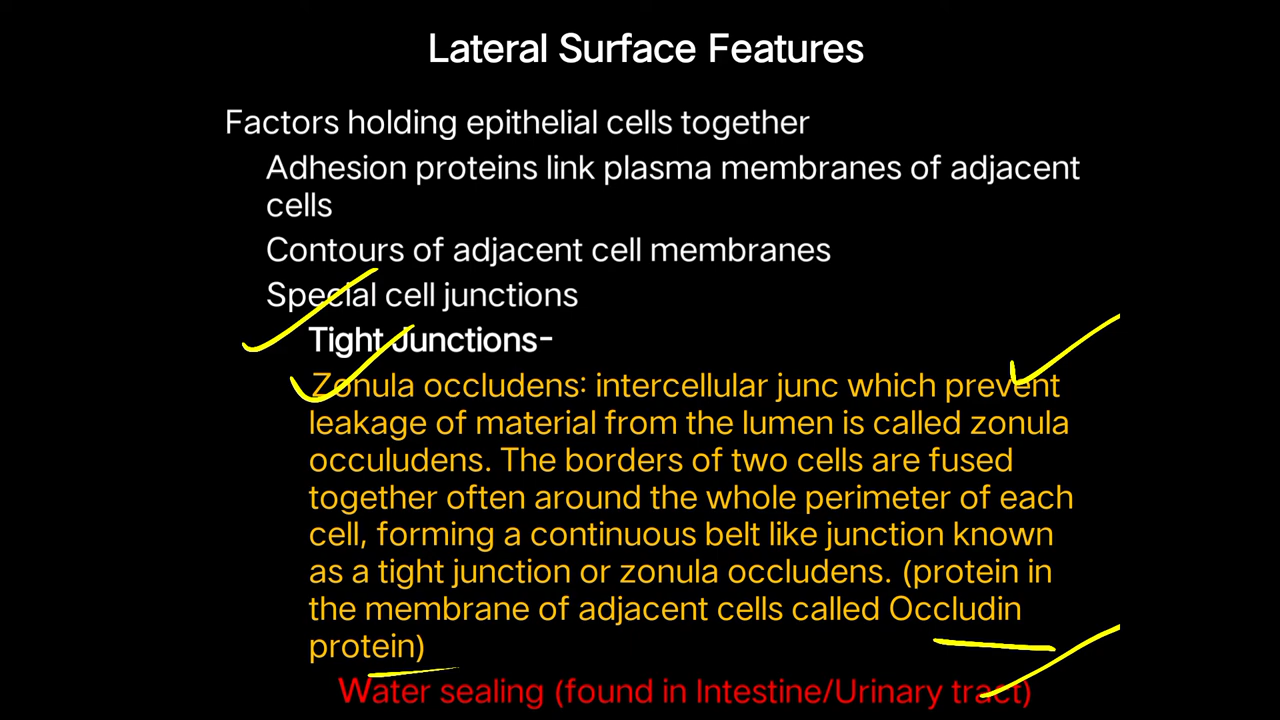 Lateral Surface Features
Factors holding epithelial cells together
Adhesion proteins link plasma membranes of adjacent
cells
Contours of adjacent cell membranes
Special cell junctions
Tight Junctions-
Zonula occludens: intercellular junc which prevent
leakage of material from the lumen is called zonula
occuludens. The borders of two cells are fused
together often around the whole perimeter of each
cell, forming a continuous belt like junction known
as a tight junction or zonula occludens. (protein in
the membrane of adjacent cells called Occludin
protein)
Water sealing (found in Intestine/Urinary tract)